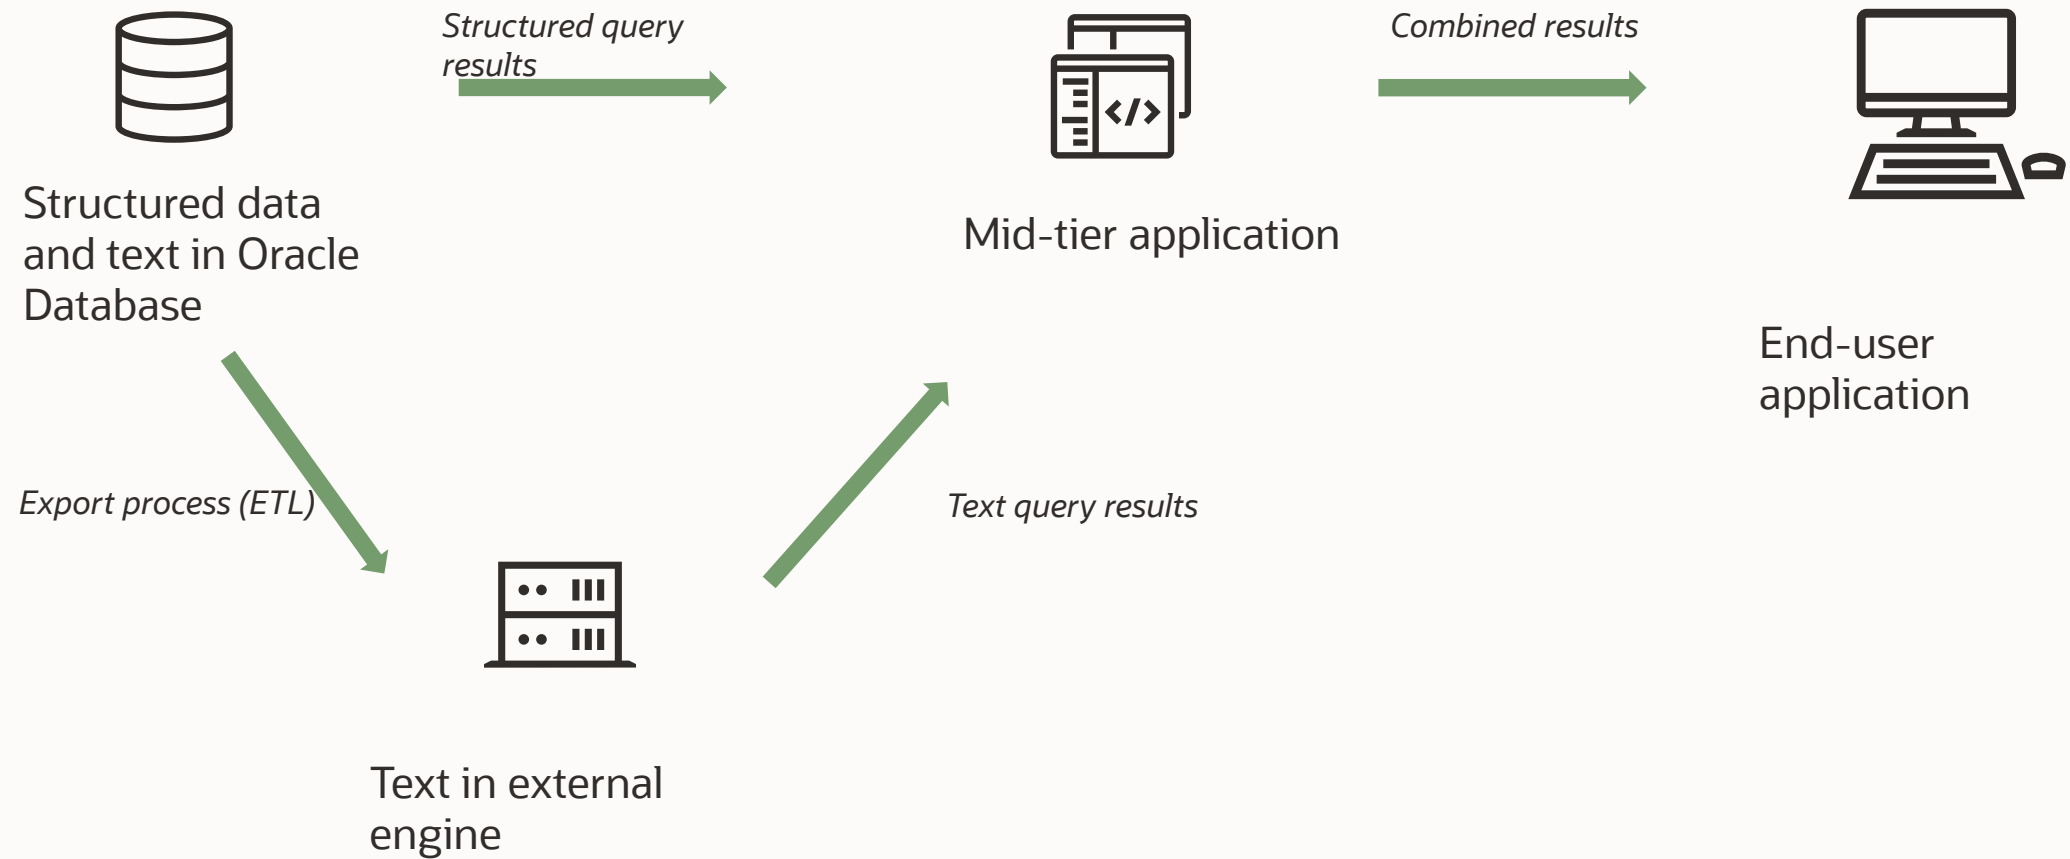 Structured query
results
Combined results
</>
Structured data
and text in Oracle
Database
Mid-tier application
End-user
application
Export process (ETL)
Text query results
Text in external
engine